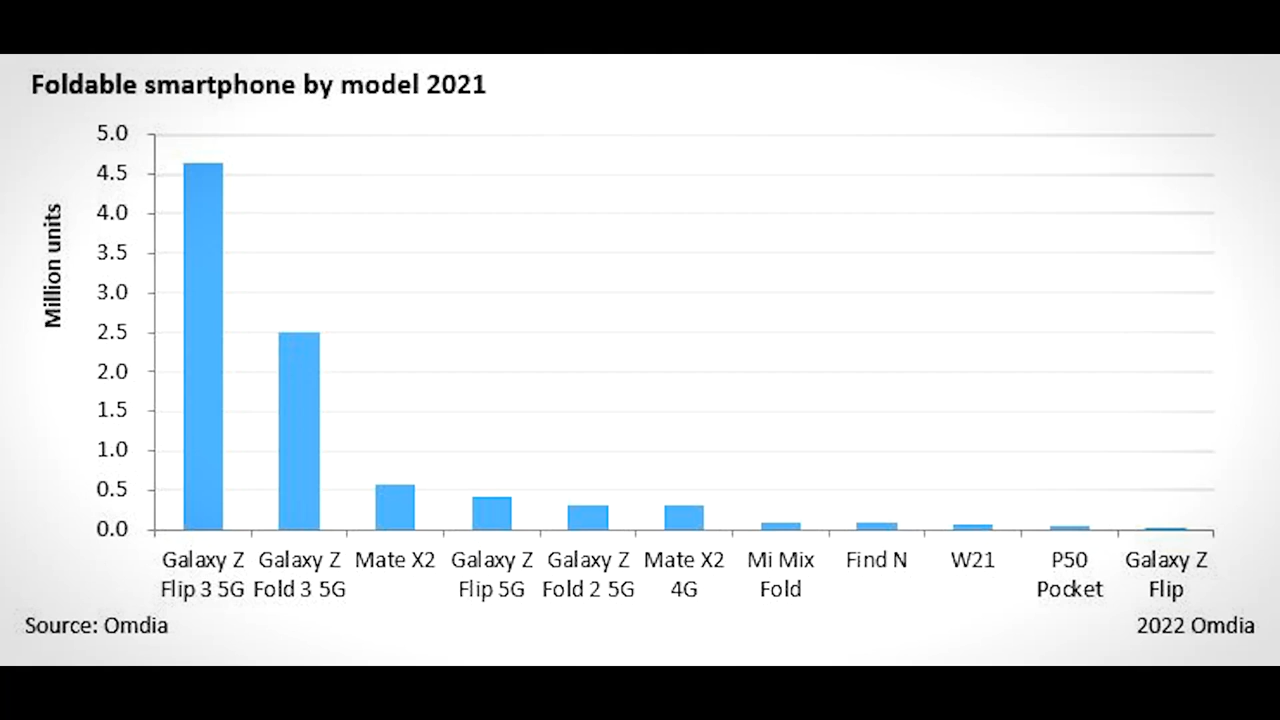 Foldable smartphone by model 2021
Million units
5.0
4.5
4.0
3.5
3.0
2.5
2.0
1.5
1.0
0.5
0.0
Galaxy Z
Flip 3 5G
Galaxy Z
Fold 3 5G
Mate X2
Galaxy Z
Flip 5G
Galaxy Z
Fold 2 5G
Mate X2
4G
Mi Mix
Fold
Find N
W21
P50
Pocket
Galaxy Z
Flip
Source: Omdia
2022 Omdia